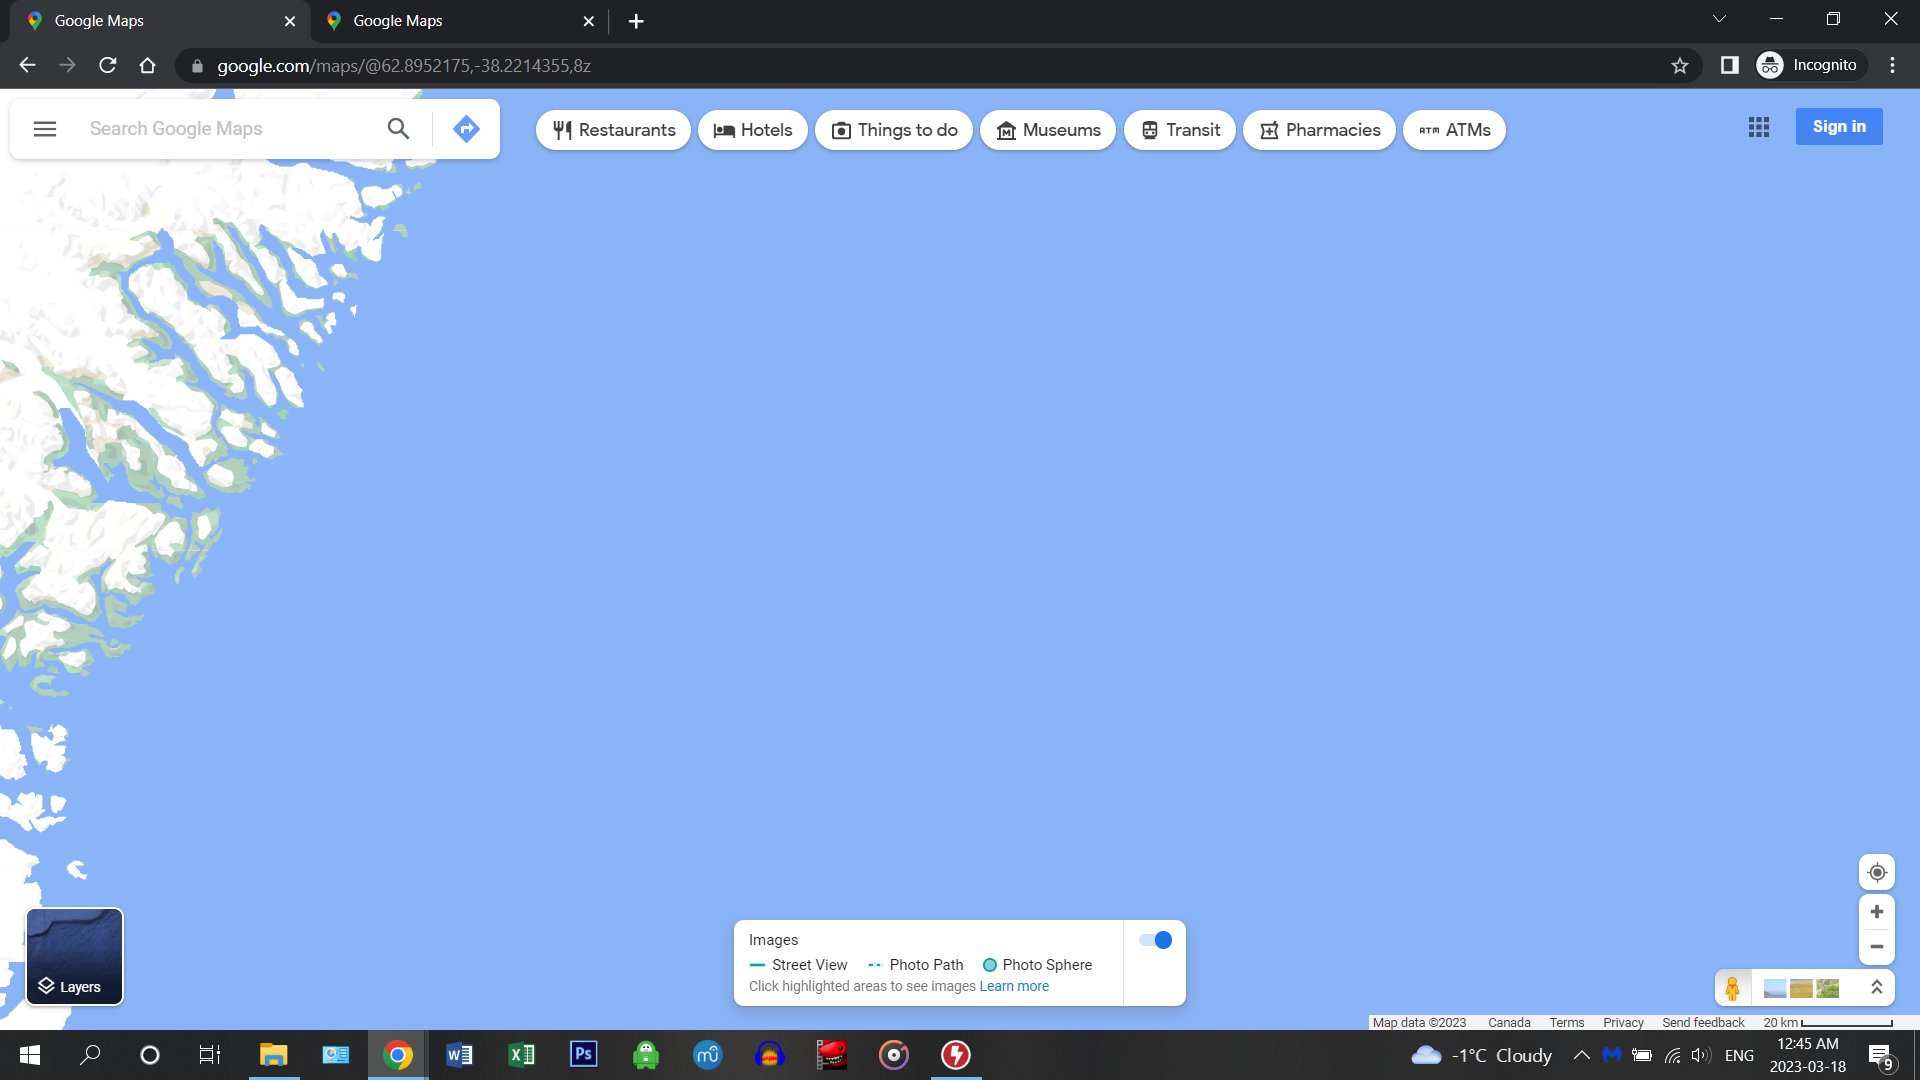 Google Maps
Google Maps
google.com/maps/@62.8952175,-38.2214355,8z
Incognito
Search Google Maps
Restaurants
Hotels
Things to do
Museums
Transit
Pharmacies
ATM ATMs
Sign in
Layers
Images
Street View
Photo Path
Photo Sphere
Click highlighted areas to see images Learn more
Map data ©2023
Canada
Terms
Privacy
Send feedback
20 km
W
X
Ps
mu
-1°C Cloudy
ENG
12:45 AM
2023-03-18
9